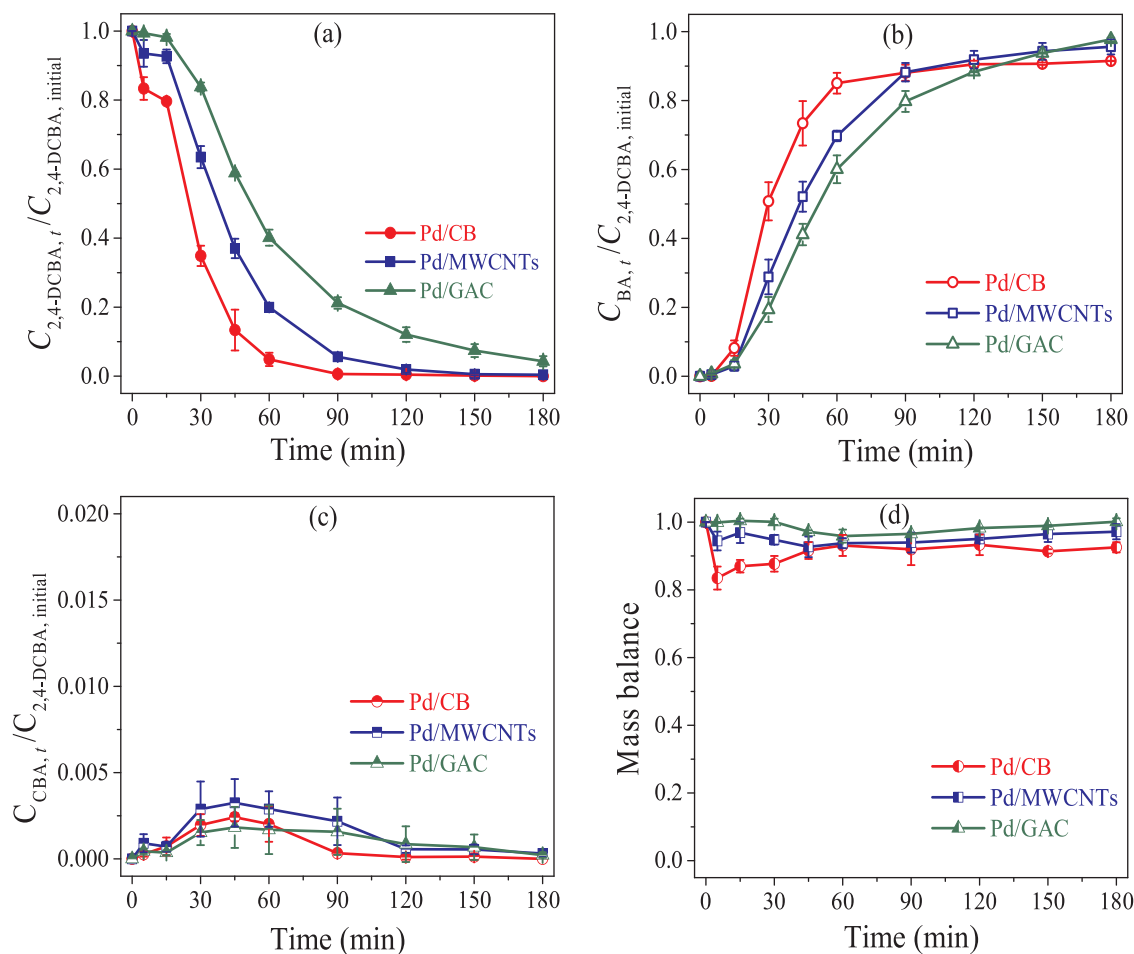 (a)
1.0
0.8
0.6
0.4
0.2
0.0
C2,4-DCBA, t /C2,4-DCBA, initial
Pd/CB
Pd/MWCNTs
Pd/GAC
0 30 60 90 120 150 180
Time (min)
(b)
1.0
0.8
0.6
0.4
0.2
0.0
CBA, t /C2,4-DCBA, initial
Pd/CB
Pd/MWCNTs
Pd/GAC
0 30 60 90 120 150 180
Time (min)
(c)
0.020
0.015
0.010
0.005
0.000
CCBA, t /C2,4-DCBA, initial
Pd/CB
Pd/MWCNTs
Pd/GAC
0 30 60 90 120 150 180
Time (min)
(d)
1.0
0.8
0.6
0.4
0.2
0.0
Mass balance
Pd/CB
Pd/MWCNTs
Pd/GAC
0 30 60 90 120 150 180
Time (min)